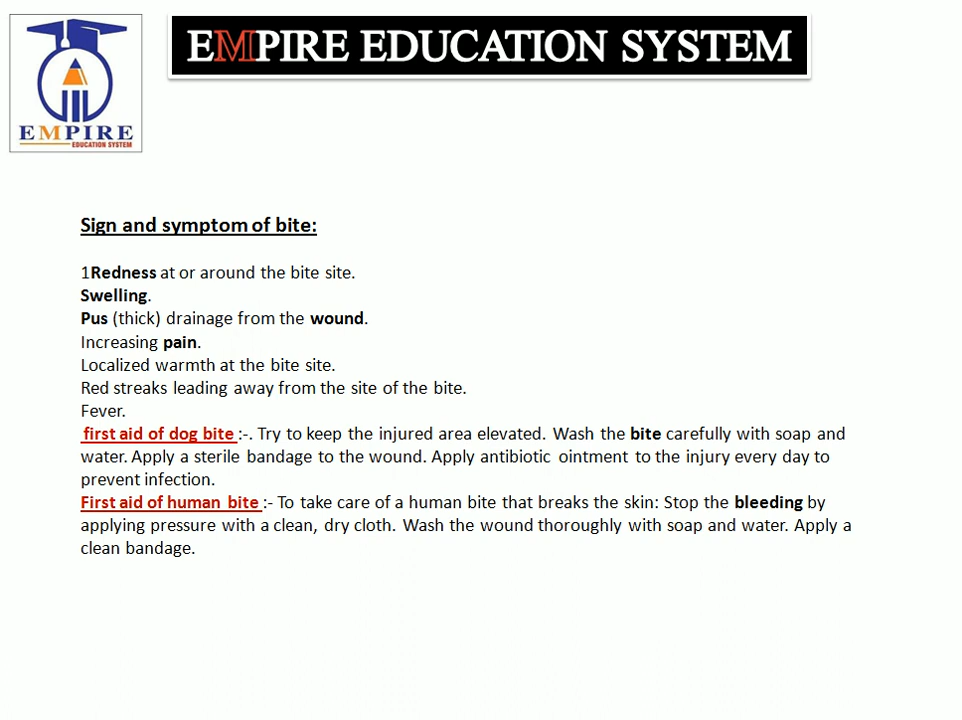 EMPIRE EDUCATION SYSTEM
EMPIRE
EDUCATION SYSTEM
Sign and symptom of bite:
1Redness at or around the bite site.
Swelling.
Pus (thick) drainage from the wound.
Increasing pain.
Localized warmth at the bite site.
Red streaks leading away from the site of the bite.
Fever.
first aid of dog bite :-. Try to keep the injured area elevated. Wash the bite carefully with soap and
water. Apply a sterile bandage to the wound. Apply antibiotic ointment to the injury every day to
prevent infection.
First aid of human bite :- To take care of a human bite that breaks the skin: Stop the bleeding by
applying pressure with a clean, dry cloth. Wash the wound thoroughly with soap and water. Apply a
clean bandage.